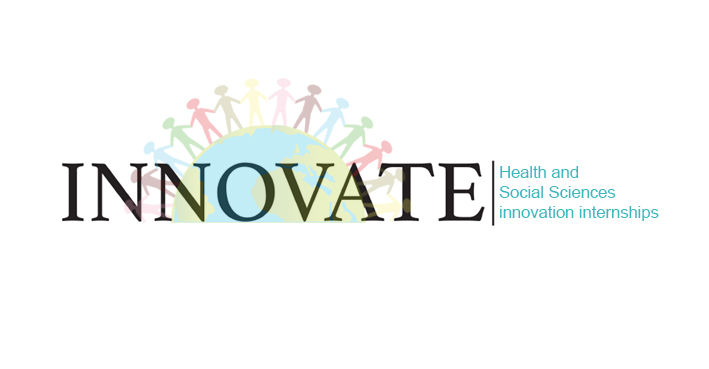 INNOVATE
Health and
Social Sciences
innovation internships